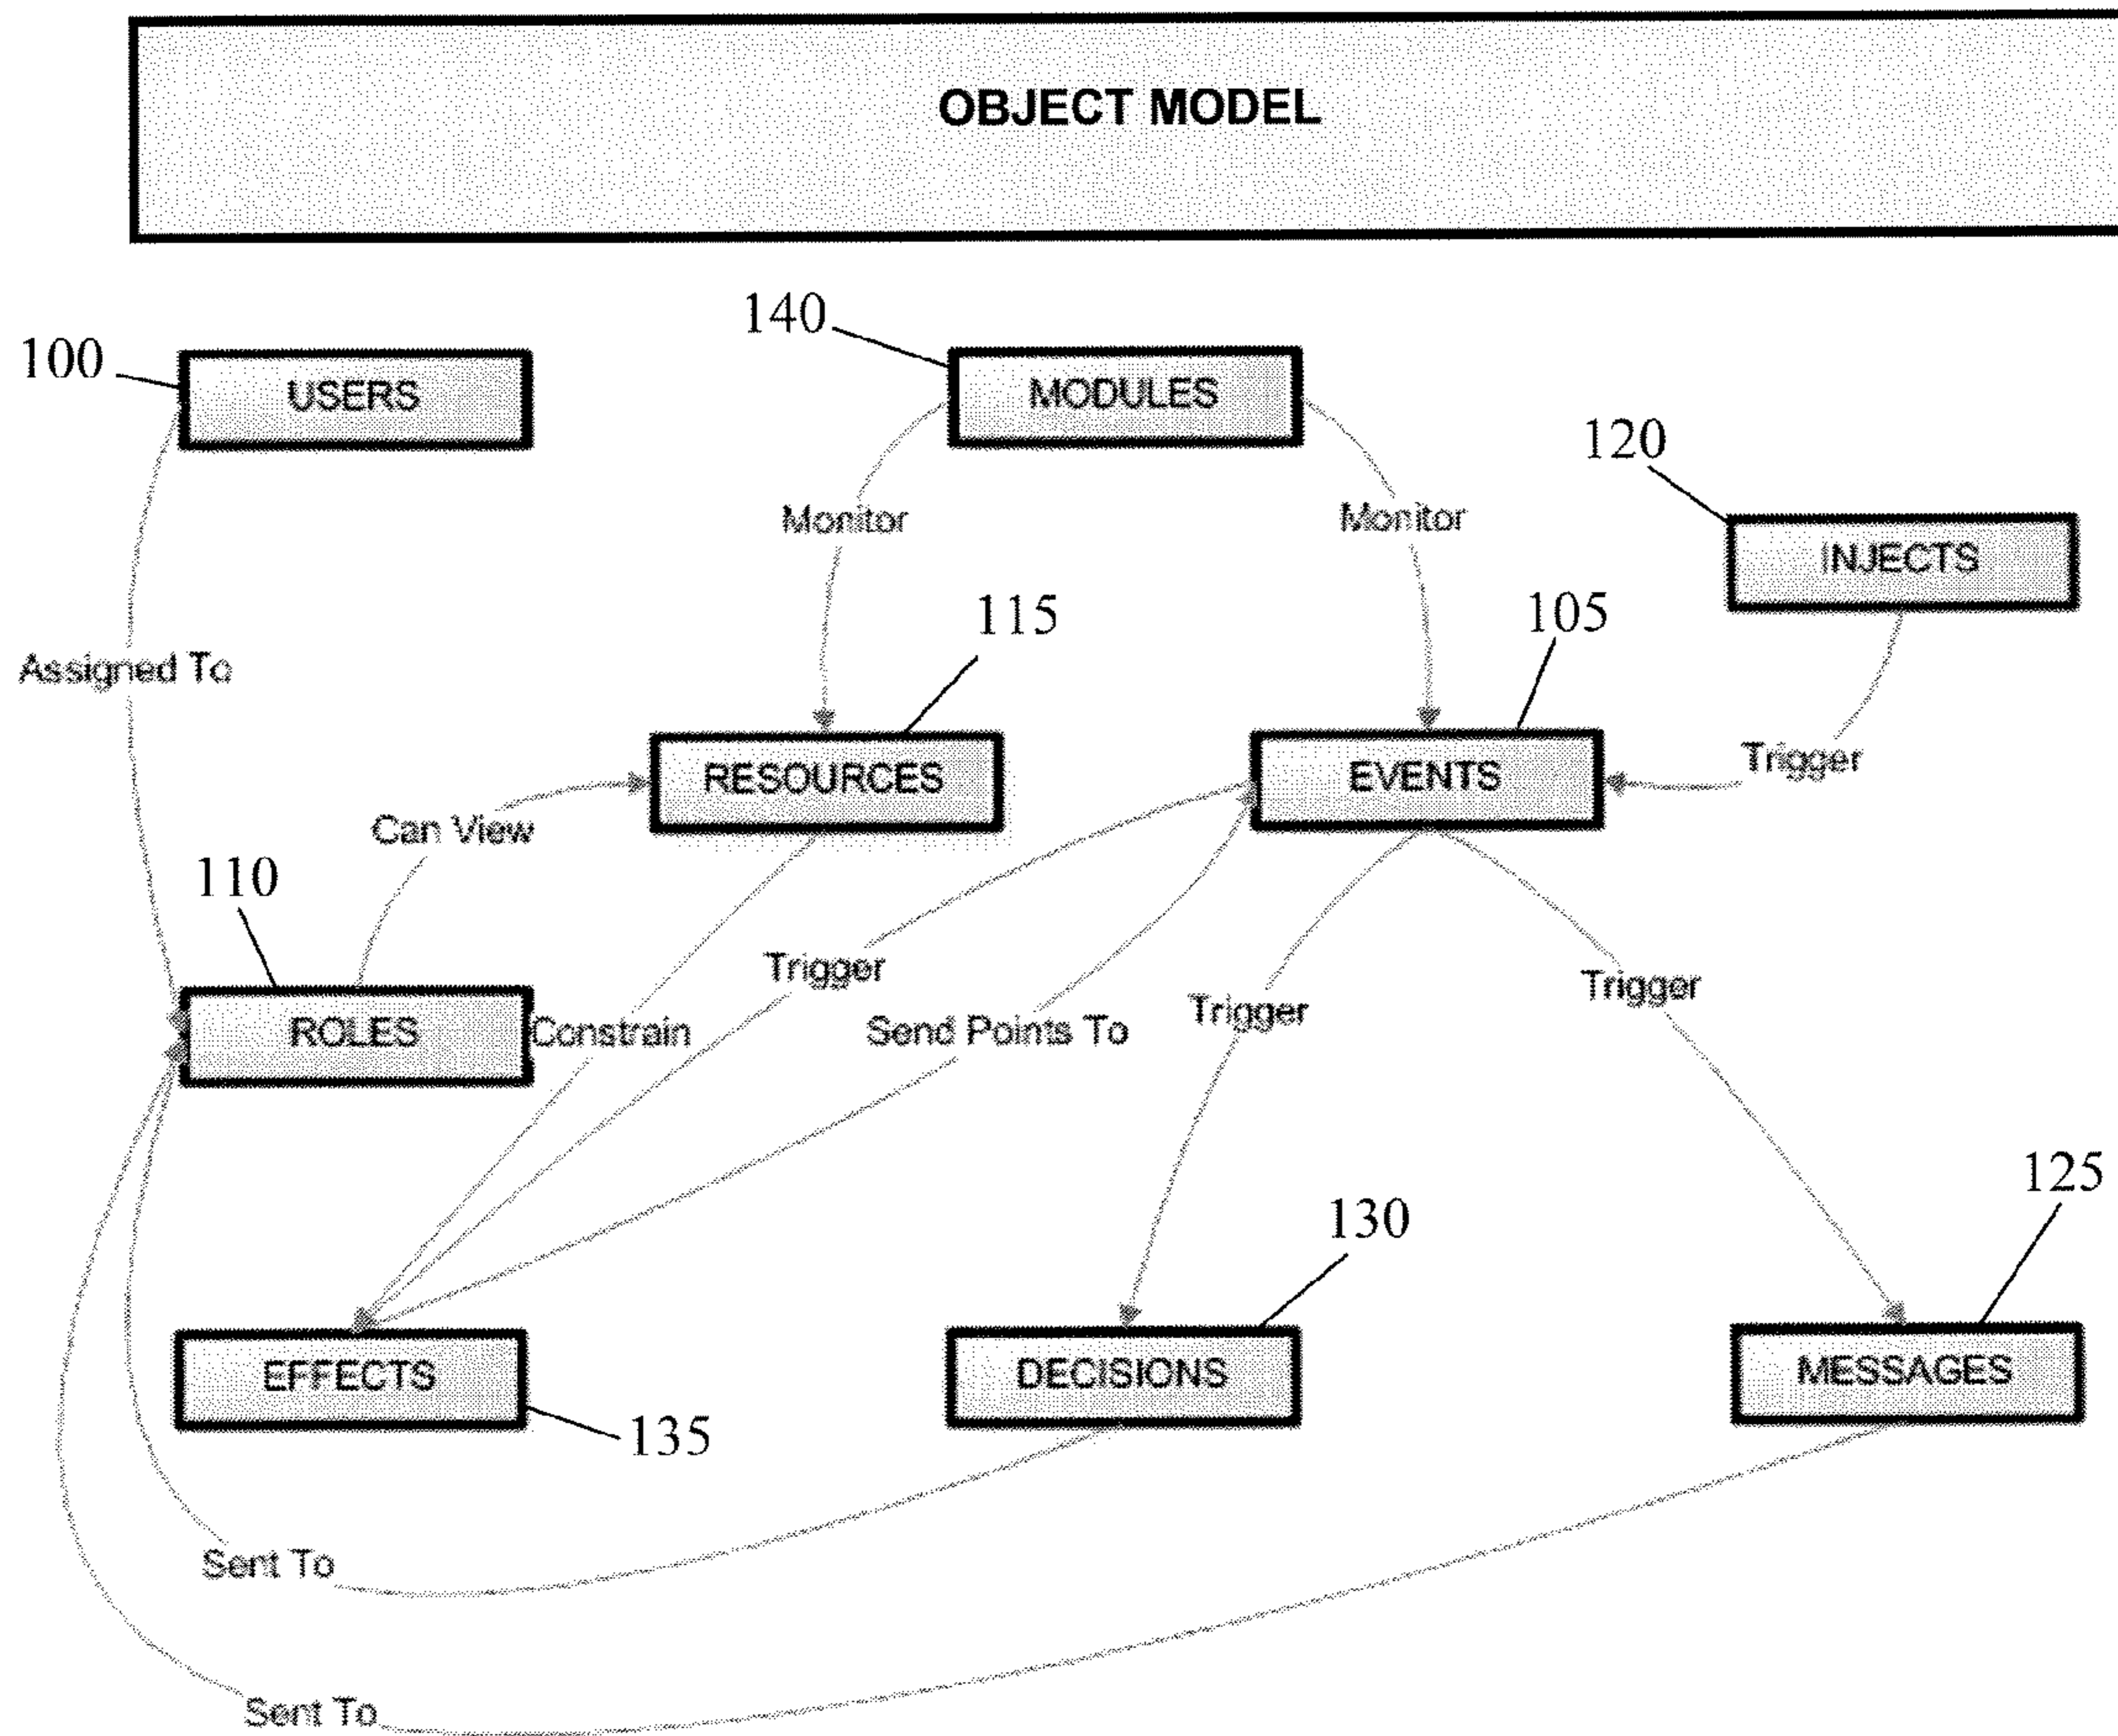 OBJECT MODEL
140
100
USERS
MODULES
120
Monitor
Monitor
INJECTS
115
105
Assigned To
Trigger
RESOURCES
EVENTS
Can View
110
Trigger
Trigger
Trigger
ROLES
Constrain
Send Points To
125
130
EFFECTS
DECISIONS
MESSAGES
135
Sent To
Sent To